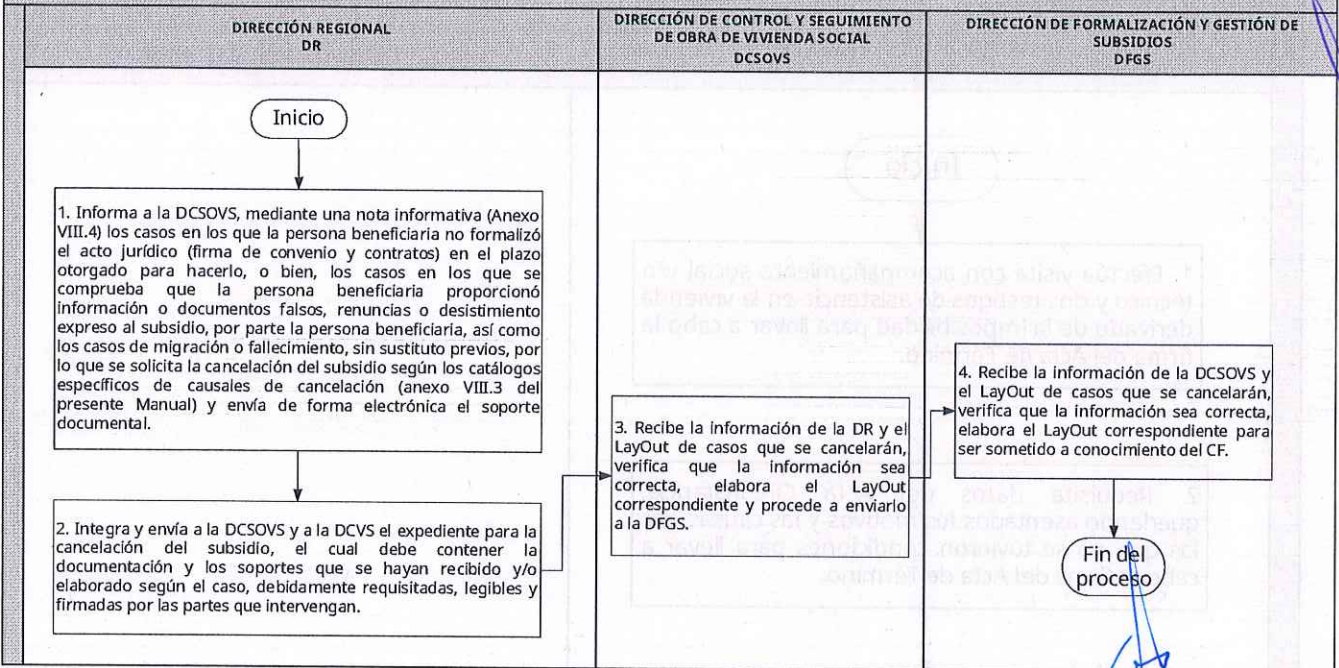 DIRECCIÓN REGIONAL
DR
DIRECCIÓN DE CONTROL Y SEGUIMIENTO
DE OBRA DE VIVIENDA SOCIAL
DCSOVS
DIRECCIÓN DE FORMALIZACIÓN Y GESTIÓN DE
SUBSIDIOS
DFGS
Inicio
1. Informa a la DCSOVS, mediante una nota informativa (Anexo
VIII.4) los casos en los que la persona beneficiaria no formalizó
el acto jurídico (firma de convenio y contratos) en el plazo
otorgado para hacerlo, o bien, los casos en los que se
comprueba que la persona beneficiaria proporcionó
información o documentos falsos, renuncias o desistimiento
expreso al subsidio, por parte la persona beneficiaria, así como
los casos de migración o fallecimiento, sin sustituto previos, por
lo que se solicita la cancelación del subsidio según los catálogos
específicos de causales de cancelación (anexo VIII.3 del
presente Manual) y envía de forma electrónica el soporte
documental.
2. Integra y envía a la DCSOVS y a la DCVS el expediente para la
cancelación del subsidio, el cual debe contener la
documentación y los soportes que se hayan recibido y/o
elaborado según el caso, debidamente requisitadas, legibles y
firmadas por las partes que intervengan.
3. Recibe la información de la DR y el
LayOut de casos que se cancelarán,
verifica que la información sea
correcta, elabora el LayOut
correspondiente y procede a enviarlo
a la DFGS.
4. Recibe la información de la DCSOVS y
el LayOut de casos que se cancelarán,
verifica que la información sea correcta,
elabora el LayOut correspondiente para
ser sometido a conocimiento del CF.
Fin del
proceso